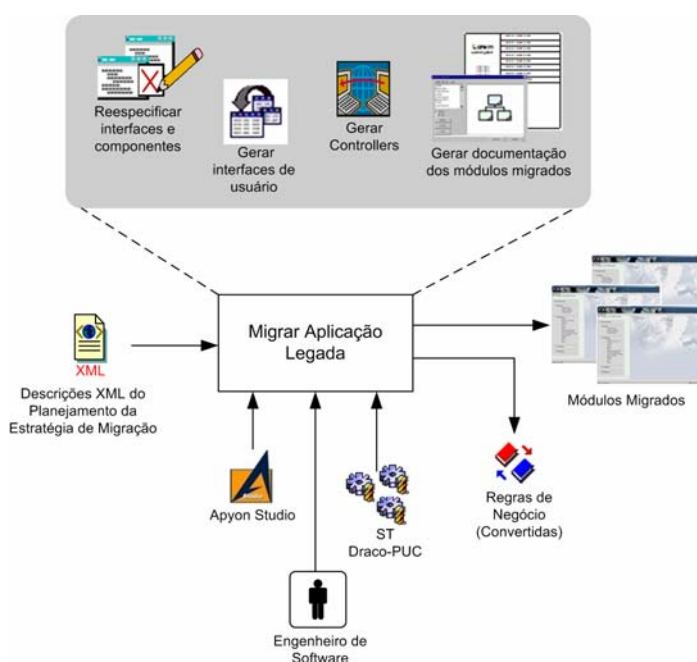 Reespecificar
interfaces e
componentes
Gerar
interfaces de
usuário
Gerar
Controllers
Gerar documentação
dos módulos migrados
XML
Descrições XML do
Planejamento da
Estratégia de Migração
Migrar Aplicação
Legada
Módulos Migrados
Apyon Studio
ST
Draco-PUC
Regras de
Negócio
(Convertidas)
Engenheiro de
Software